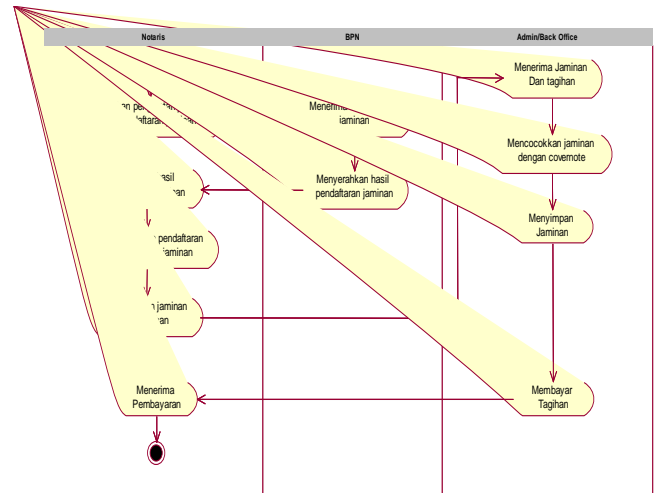 Notaris
BPN
Admin/Back Office
Menerima Jaminan
Dan tagihan
jaminan
Mencocokkan jaminan
dengan covernote
Menyerahkan hasil
pendaftaran jaminan
Menyimpan
Jaminan
pendaftaran
jaminan
jaminan
Menerima
Pembayaran
Membayar
Tagihan